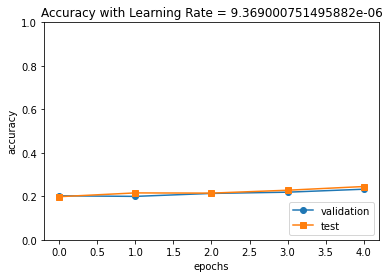 Accuracy with Learning Rate = 9.369000751495882e-06
1.0
0.8
0.6
0.4
0.2
0.0
accuracy
0.0 0.5 1.0 1.5 2.0 2.5 3.0 3.5 4.0
epochs
validation
test